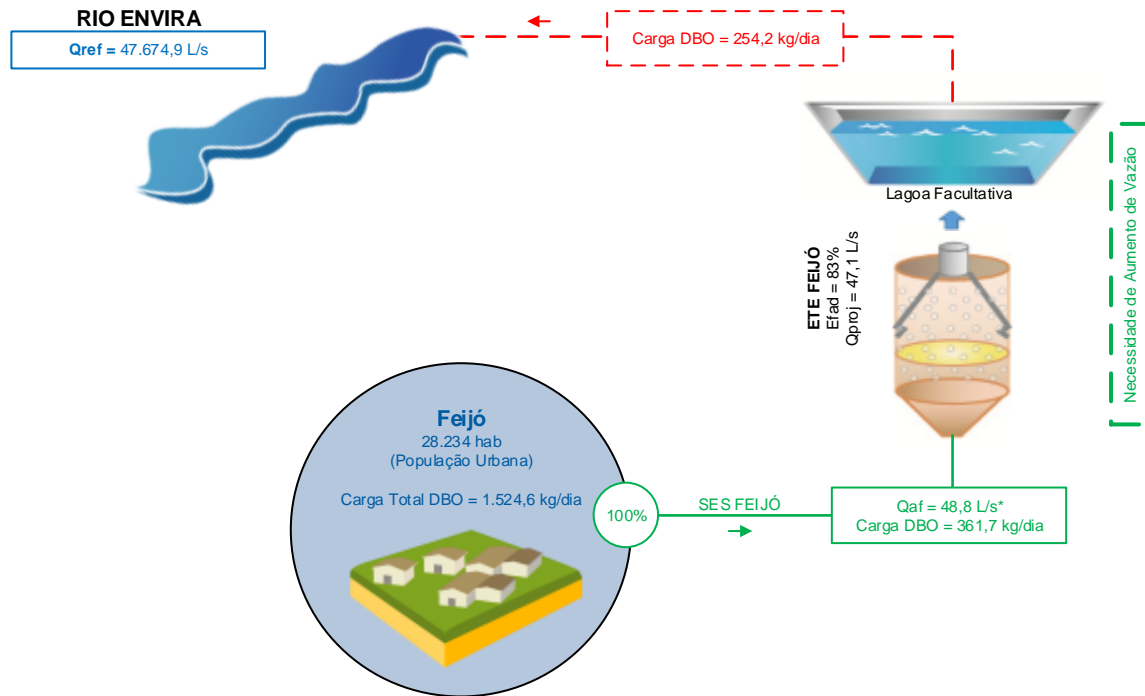 RIO ENVIRA
Qref = 47.674,9 L/s
Carga DBO = 254,2 kg/dia
Lagoa Facultativa
Necessidade de Aumento de Vazão
ETE FEIJÓ
Efad = 83%
Qproj = 47,1 L/s
Feijó
28.234 hab
(População Urbana)
Carga Total DBO = 1.524,6 kg/dia
100%
SES FEIJÓ
Qaf = 48,8 L/s*
Carga DBO = 361,7 kg/dia